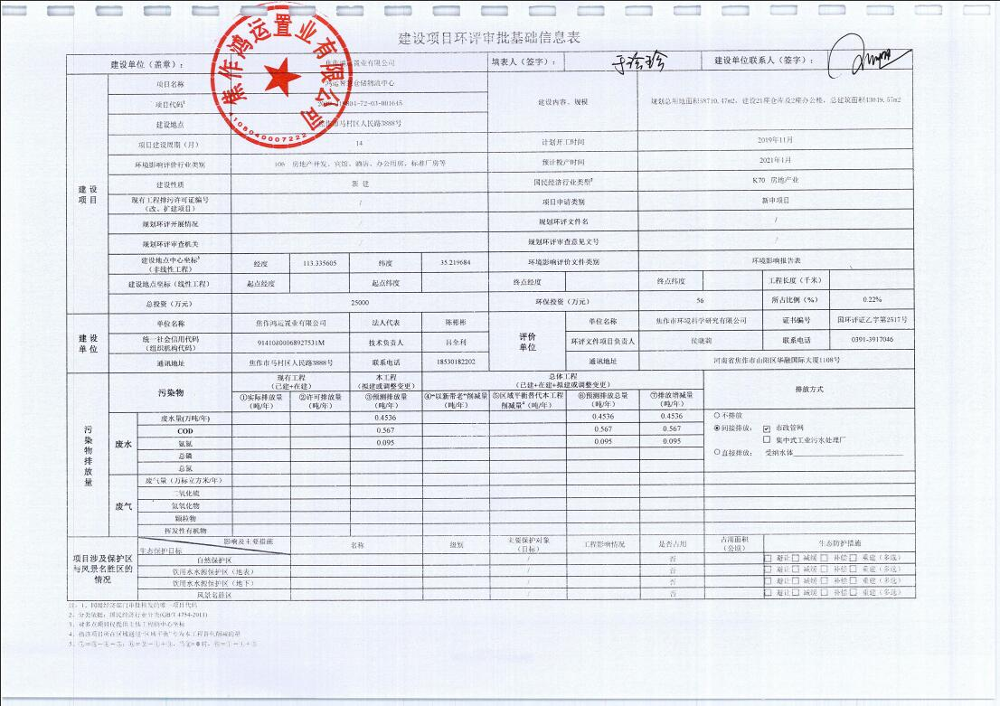 建设项目环评审批基础信息表
建设单位（盖章）： 焦作鸿运置业有限公司 填表人（签字）： 建设单位联系人（签字）：
焦作鸿运置业有限公司
4108040007222
建设项目
项目名称 鸿运智慧仓储物流中心 建设内容、规模 规划总用地面积58710.47m2，建设21座仓库及2座办公楼，总建筑面积43049.57m2
项目代码1 -72-03-001645
建设地点 焦作市马村区人民路3888号
项目建设周期（月） 14 计划开工时间 2019年11月
环境影响评价行业类别 106 房地产开发、宾馆、酒店、办公用房、标准厂房等 预计投产时间 2021年1月
建设性质 新 建 国民经济行业类型2 K70 房地产业
现有工程排污许可证编号（改、扩建项目） / 项目申请类别 新申项目
规划环评开展情况 / 规划环评文件名 /
规划环评审查机关 / 规划环评审查意见文号 /
建设地点中心坐标3（非线性工程） 经度 113.335605 纬度 35.219684 环境影响评价文件类别 环境影响报告表
建设地点坐标（线性工程） 起点经度 起点纬度 终点经度 终点纬度 工程长度（千米）
总投资（万元） 25000 环保投资（万元） 56 所占比例（%） 0.22%
建设单位
单位名称 焦作鸿运置业有限公司 法人代表 陈彬彬 评价单位 单位名称 焦作市环境科学研究有限公司 证书编号 国环评证乙字第2517号
统一社会信用代码（组织机构代码） 91410800068927531M 技术负责人 吕全利 环评文件项目负责人 侯晓莉 联系电话 0391-3917046
通讯地址 焦作市马村区人民路3888号 联系电话 18530182202 通讯地址 河南省焦作市山阳区华融国际大厦1108号
污染物排放量
污染物 现有工程（已建+在建） 本工程（拟建或调整变更） 总体工程（已建+在建+拟建或调整变更） 排放方式
①实际排放量（吨/年） ②许可排放量（吨/年） ③预测排放量（吨/年） ④“以新带老”削减量（吨/年） ⑤区域平衡替代本工程削减量4（吨/年） ⑥预测排放总量（吨/年） ⑦排放增减量（吨/年）
废水
废水量(万吨/年) 0.4536 0.4536 0.4536 ○不排放
COD 0.567 0.567 0.567 ◉间接排放： ☑ 市政管网
氨氮 0.095 0.095 0.095 □ 集中式工业污水处理厂
总磷 ○直接排放： 受纳水体
总氮
废气
废气量（万标立方米/年）
二氧化硫
氮氧化物
颗粒物
挥发性有机物
项目涉及保护区与风景名胜区的情况
影响及主要措施 生态保护目标 名称 级别 主要保护对象（目标） 工程影响情况 是否占用 占用面积（公顷） 生态防护措施
自然保护区 / 否 □ 避让 □ 减缓 □ 补偿 □ 重建（多选）
饮用水水源保护区（地表） / 否 □ 避让 □ 减缓 □ 补偿 □ 重建（多选）
饮用水水源保护区（地下） / 否 □ 避让 □ 减缓 □ 补偿 □ 重建（多选）
风景名胜区 / 否 □ 避让 □ 减缓 □ 补偿 □ 重建（多选）
注：1、同级经济部门审批核发的唯一项目代码
2、分类依据：国民经济行业分类(GB/T 4754-2011)
3、对多点项目仅提供主体工程的中心坐标
4、指该项目所在区域通过“区域平衡”专为本工程替代削减的量
5、⑦=③-④-⑤；⑥=②-④+③，当②=0时，⑥=①-④+③